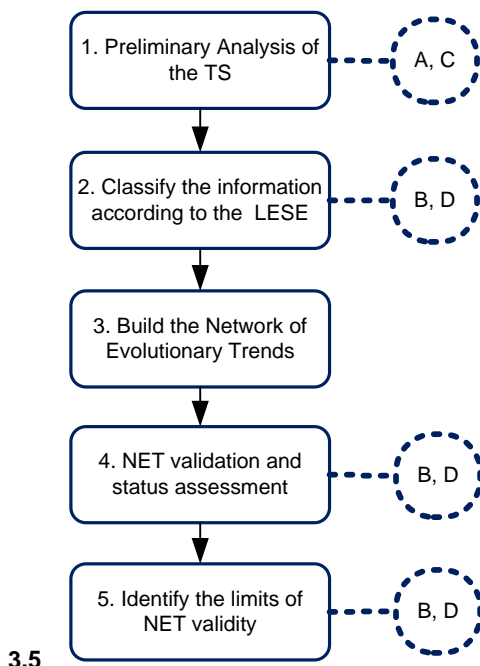 1. Preliminary Analysis of
the TS
A, C
2. Classify the information
according to the LESE
B, D
3. Build the Network of
Evolutionary Trends
4. NET validation and
status assessment
B, D
5. Identify the limits of
NET validity
B, D
3.5